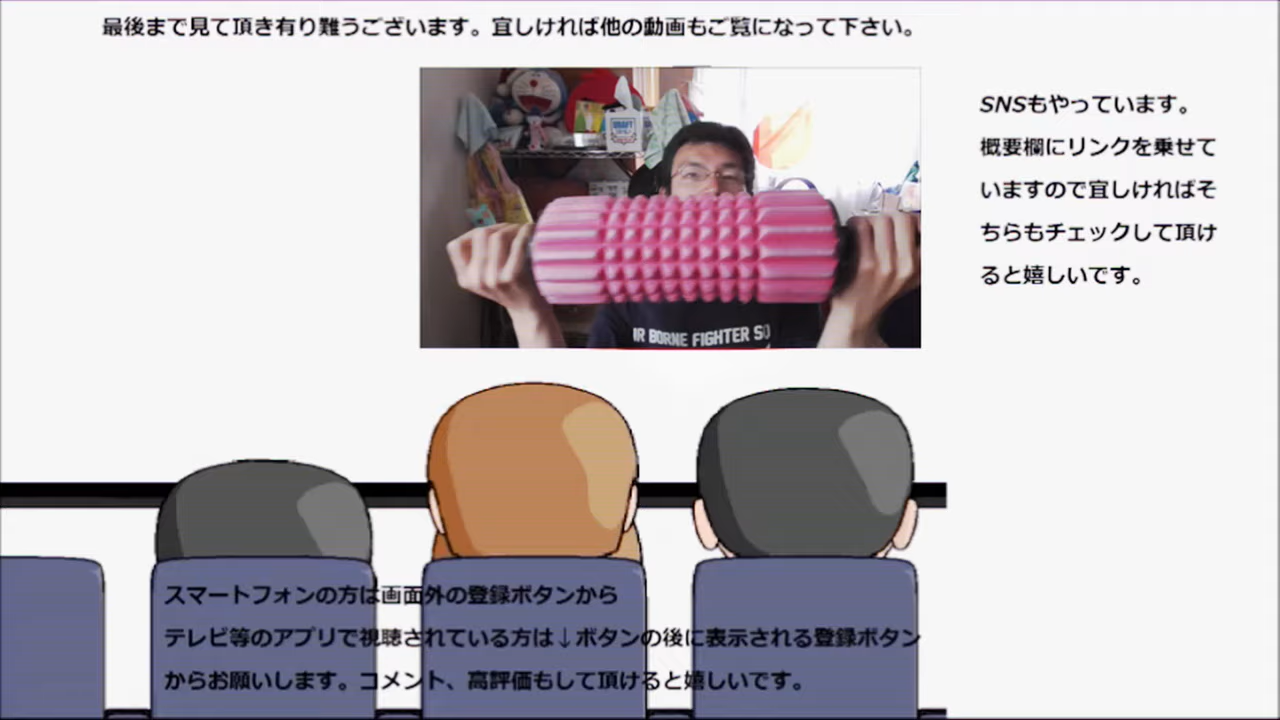 最後まで見て頂き有り難うございます。宜しければ他の動画もご覧になって下さい。
SNSもやっています。
概要欄にリンクを乗せて
いますので宜しければそ
ちらもチェックして頂け
ると嬉しいです。
DRAFT
IR BORNE FIGHTER SQ
スマートフォンの方は画面外の登録ボタンから
テレビ等のアプリで視聴されている方は↓ボタンの後に表示される登録ボタン
からお願いします。コメント、高評価もして頂けると嬉しいです。